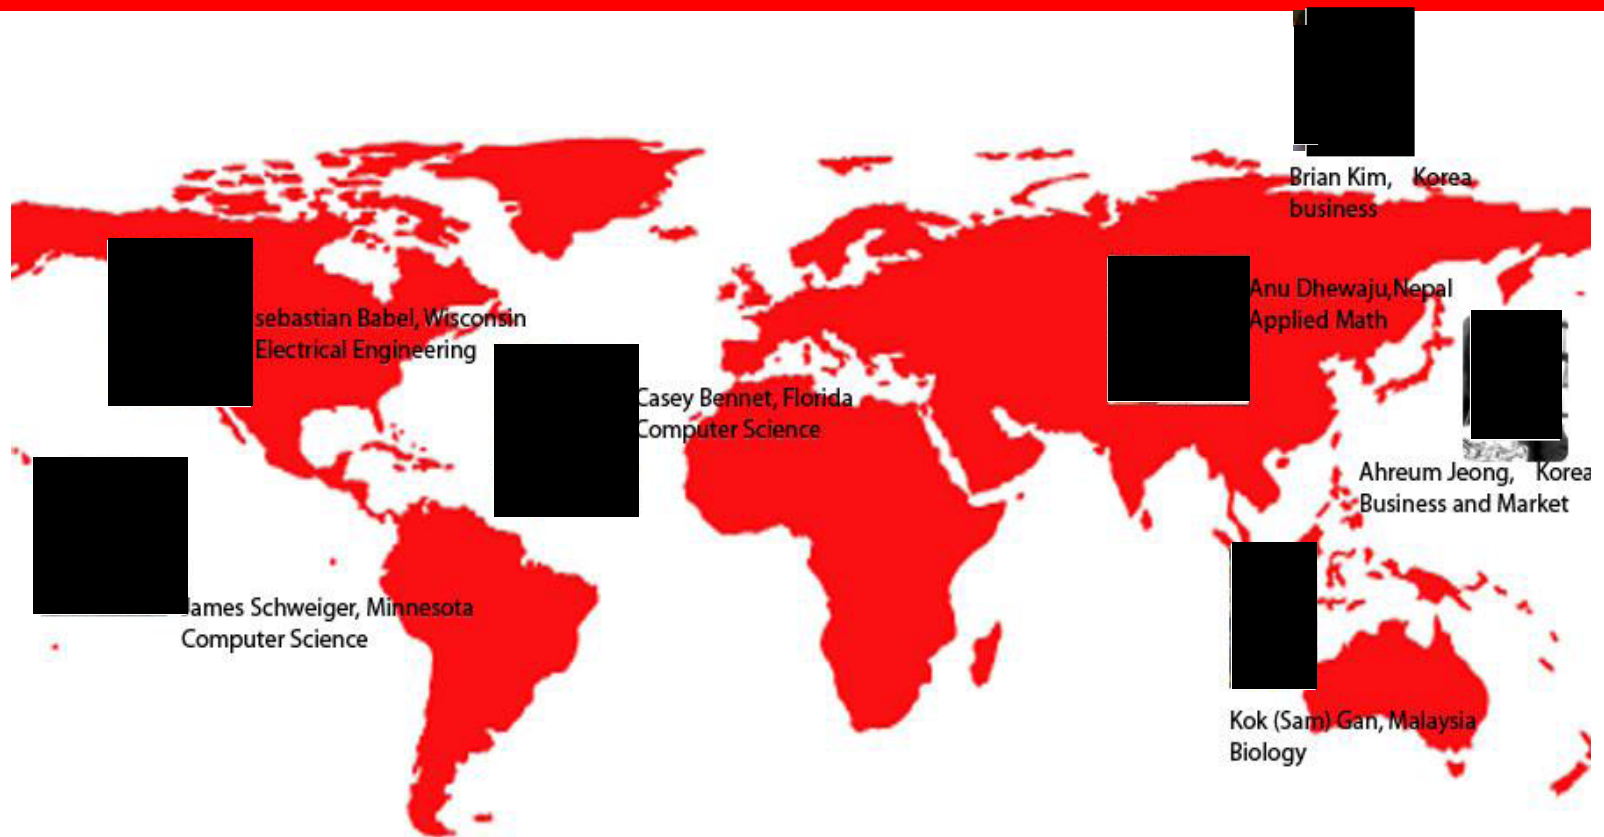 Brian Kim, Korea
business
Anu Dhewaju,Nepal
Applied Math
sebastian Babel, Wisconsin
Electrical Engineering
Casey Bennet, Florida
Computer Science
Ahreum Jeong, Korea
Business and Market
James Schweiger, Minnesota
Computer Science
Kok (Sam) Gan, Malaysia
Biology